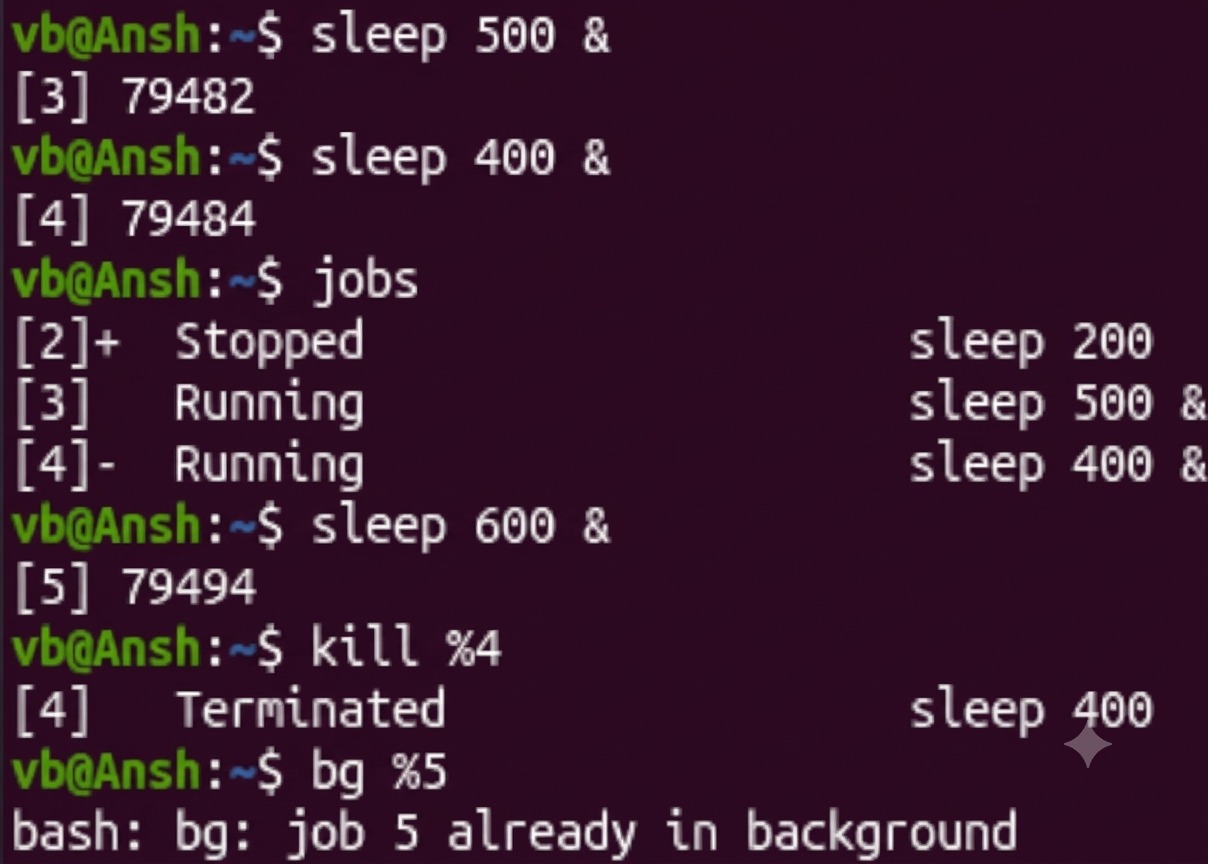 vb@Ansh:~$ sleep 500 &
[3] 79482
vb@Ansh:~$ sleep 400 &
[4] 79484
vb@Ansh:~$ jobs
[2]+  Stopped                 sleep 200
[3]   Running                 sleep 500 &
[4]-  Running                 sleep 400 &
vb@Ansh:~$ sleep 600 &
[5] 79494
vb@Ansh:~$ kill %4
[4]   Terminated              sleep 400
vb@Ansh:~$ bg %5
bash: bg: job 5 already in background